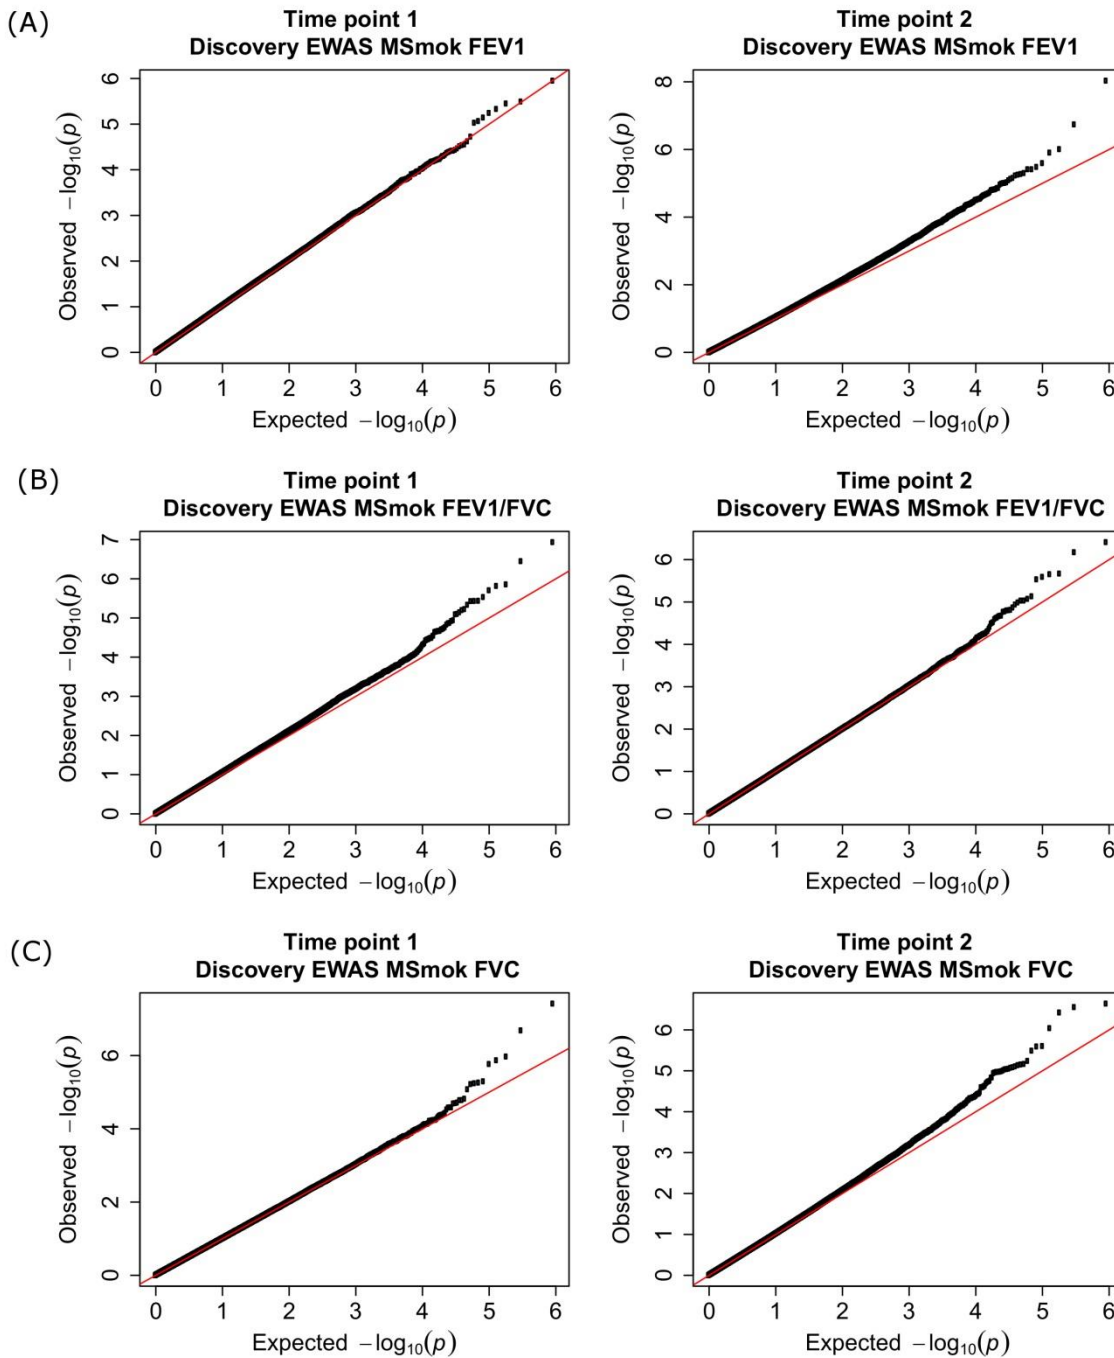 (A)
Time point 1
Discovery EWAS MSmok FEV1
Observed −log₁₀(p)
6
5
4
3
2
1
0
0 1 2 3 4 5 6
Expected −log₁₀(p)
Time point 2
Discovery EWAS MSmok FEV1
Observed −log₁₀(p)
8
6
4
2
0
0 1 2 3 4 5 6
Expected −log₁₀(p)
(B)
Time point 1
Discovery EWAS MSmok FEV1/FVC
Observed −log₁₀(p)
7
6
5
4
3
2
1
0
0 1 2 3 4 5 6
Expected −log₁₀(p)
Time point 2
Discovery EWAS MSmok FEV1/FVC
Observed −log₁₀(p)
6
5
4
3
2
1
0
0 1 2 3 4 5 6
Expected −log₁₀(p)
(C)
Time point 1
Discovery EWAS MSmok FVC
Observed −log₁₀(p)
6
4
2
0
0 1 2 3 4 5 6
Expected −log₁₀(p)
Time point 2
Discovery EWAS MSmok FVC
Observed −log₁₀(p)
6
5
4
3
2
1
0
0 1 2 3 4 5 6
Expected −log₁₀(p)